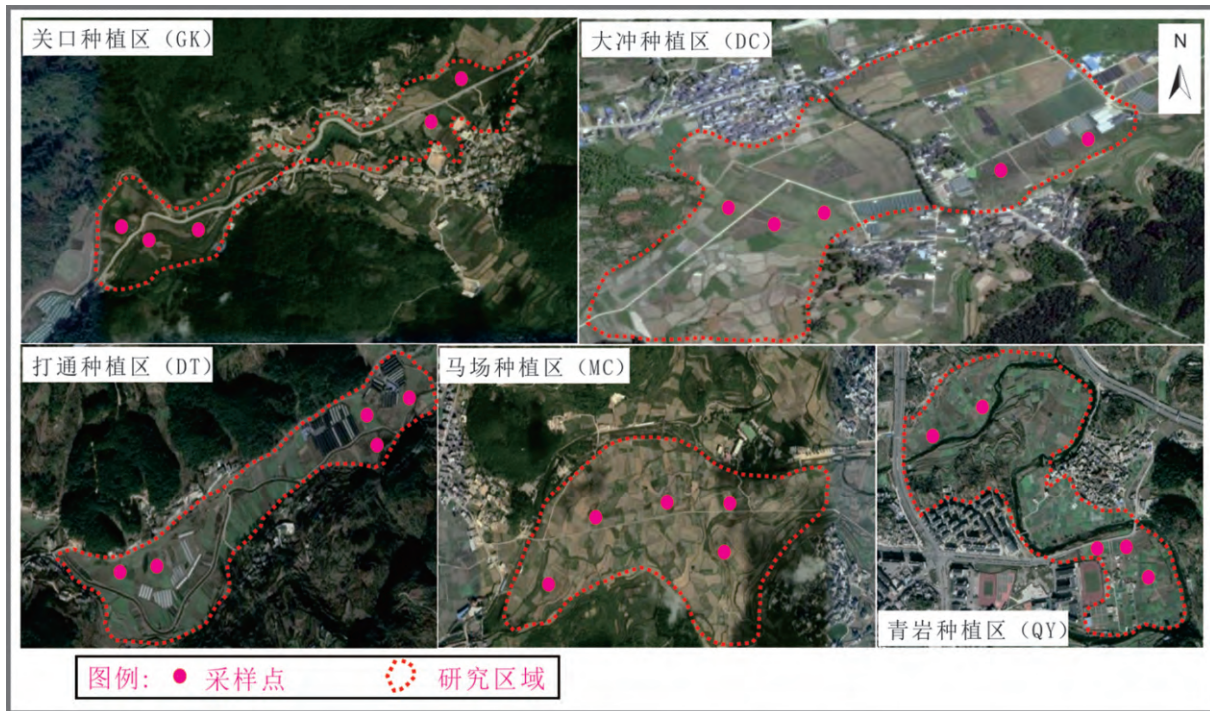 关口种植区（GK）
大冲种植区（DC）
N
打通种植区（DT）
马场种植区（MC）
青岩种植区（QY）
图例: 采样点 研究区域